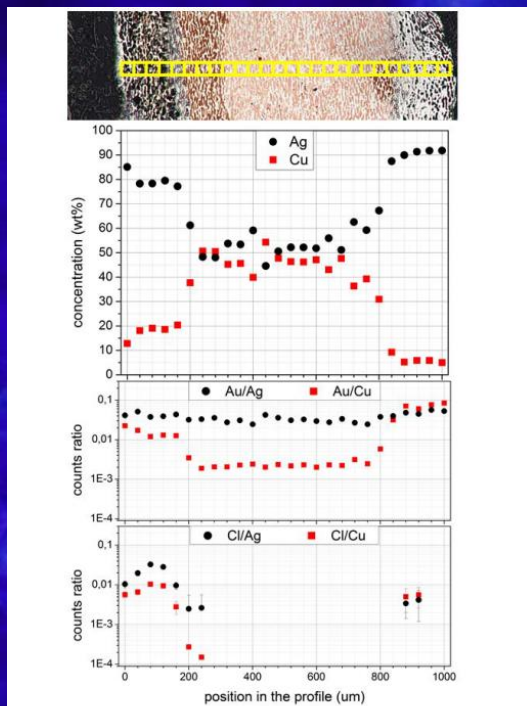 Ag
Cu
concentration (wt%)
100
90
80
70
60
50
40
30
20
10
0
Au/Ag Au/Cu
counts ratio
0,1
0,01
1E-3
1E-4
Cl/Ag Cl/Cu
counts ratio
0,1
0,01
1E-3
1E-4
0 200 400 600 800 1000
position in the profile (um)